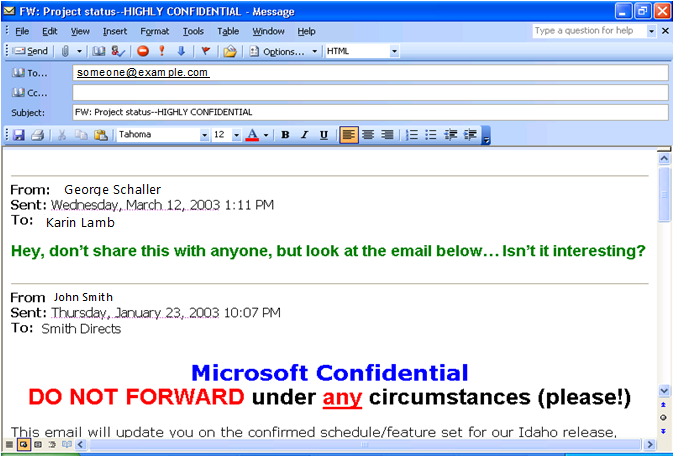 FW: Project status--HIGHLY CONFIDENTIAL - Message
File Edit View Insert Format Tools Table Window Help Type a question for help
Send Options... HTML
To... someone@example.com
Cc...
Subject: FW: Project status--HIGHLY CONFIDENTIAL
Tahoma 12 A B I U
From: George Schaller
Sent: Wednesday, March 12, 2003 1:11 PM
To: Karin Lamb
Hey, don’t share this with anyone, but look at the email below… Isn’t it interesting?
From John Smith
Sent: Thursday, January 23, 2003 10:07 PM
To: Smith Directs
Microsoft Confidential
DO NOT FORWARD under any circumstances (please!)
This email will update you on the confirmed schedule/feature set for our Idaho release,